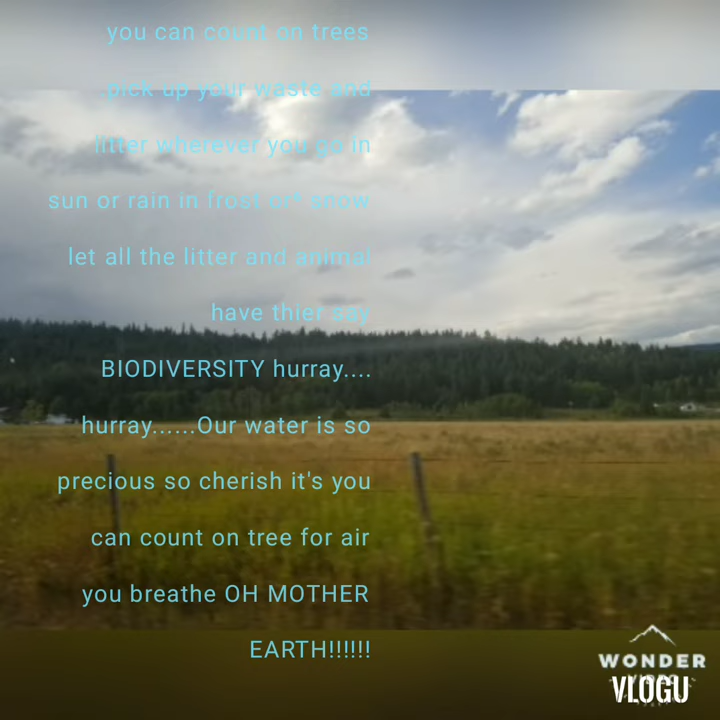 you can count on trees
.pick up your waste and
litter wherever you go in
sun or rain in frost or* snow
let all the litter and animal
have thier say
BIODIVERSITY hurray....
hurray......Our water is so
precious so cherish it's you
can count on tree for air
you breathe OH MOTHER
EARTH!!!!!!
WONDER
VIDEO
VLOGU